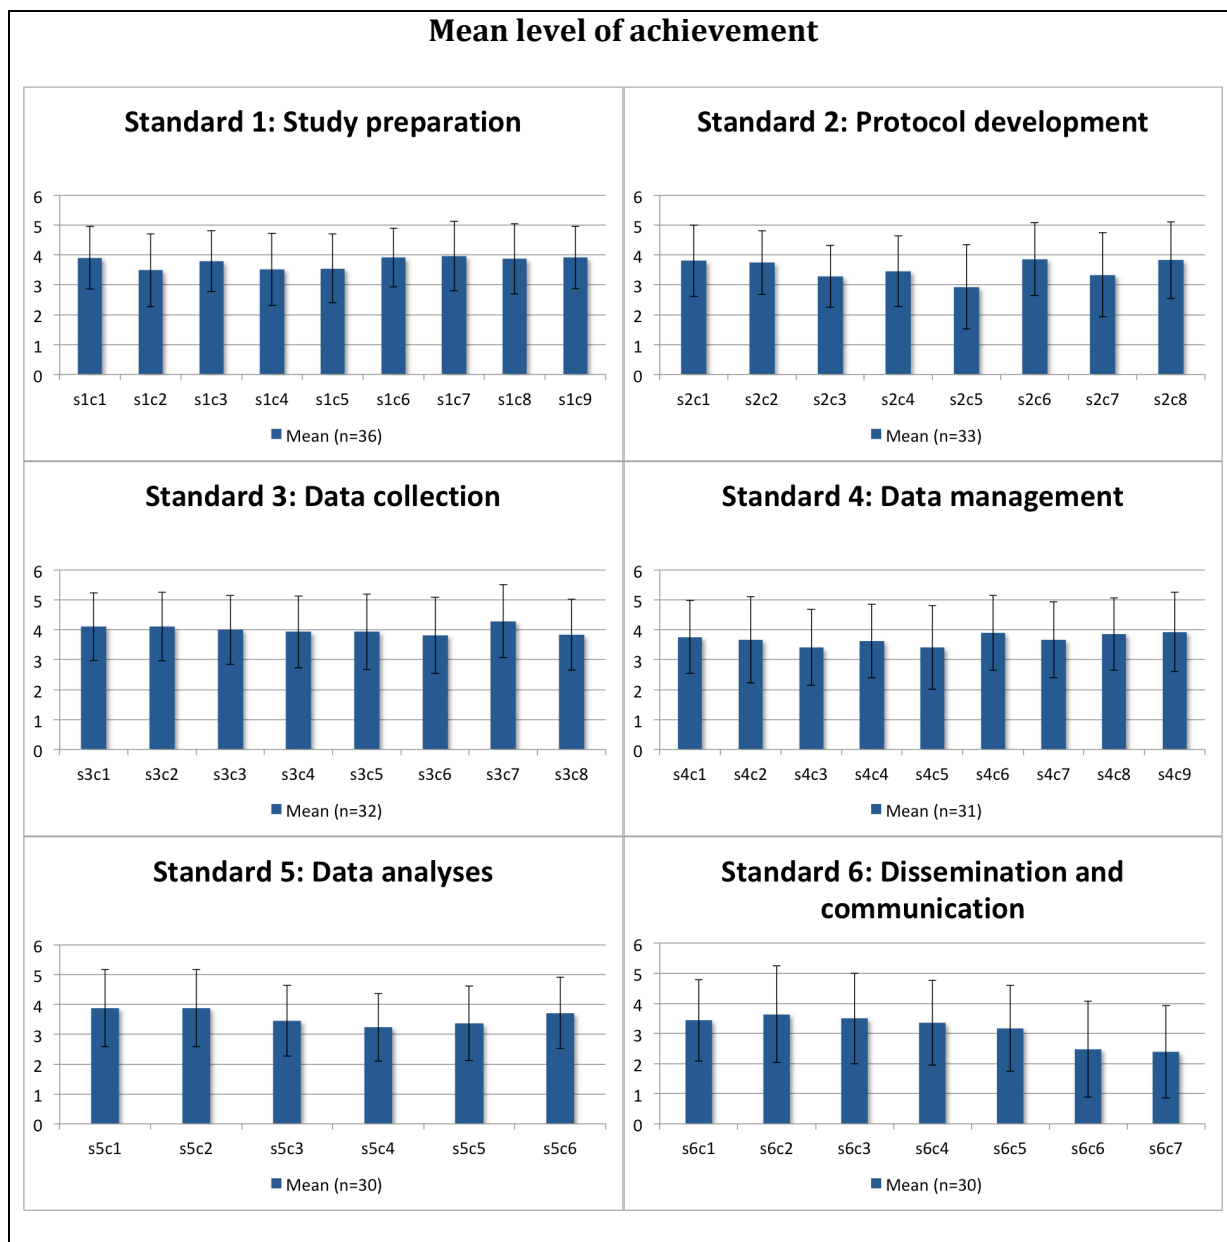 Mean level of achievement
Standard 1: Study preparation
6
5
4
3
2
1
0
s1c1 s1c2 s1c3 s1c4 s1c5 s1c6 s1c7 s1c8 s1c9
Mean (n=36)
Standard 2: Protocol development
6
5
4
3
2
1
0
s2c1 s2c2 s2c3 s2c4 s2c5 s2c6 s2c7 s2c8
Mean (n=33)
Standard 3: Data collection
6
5
4
3
2
1
0
s3c1 s3c2 s3c3 s3c4 s3c5 s3c6 s3c7 s3c8
Mean (n=32)
Standard 4: Data management
6
5
4
3
2
1
0
s4c1 s4c2 s4c3 s4c4 s4c5 s4c6 s4c7 s4c8 s4c9
Mean (n=31)
Standard 5: Data analyses
6
5
4
3
2
1
0
s5c1 s5c2 s5c3 s5c4 s5c5 s5c6
Mean (n=30)
Standard 6: Dissemination and
communication
6
5
4
3
2
1
0
s6c1 s6c2 s6c3 s6c4 s6c5 s6c6 s6c7
Mean (n=30)